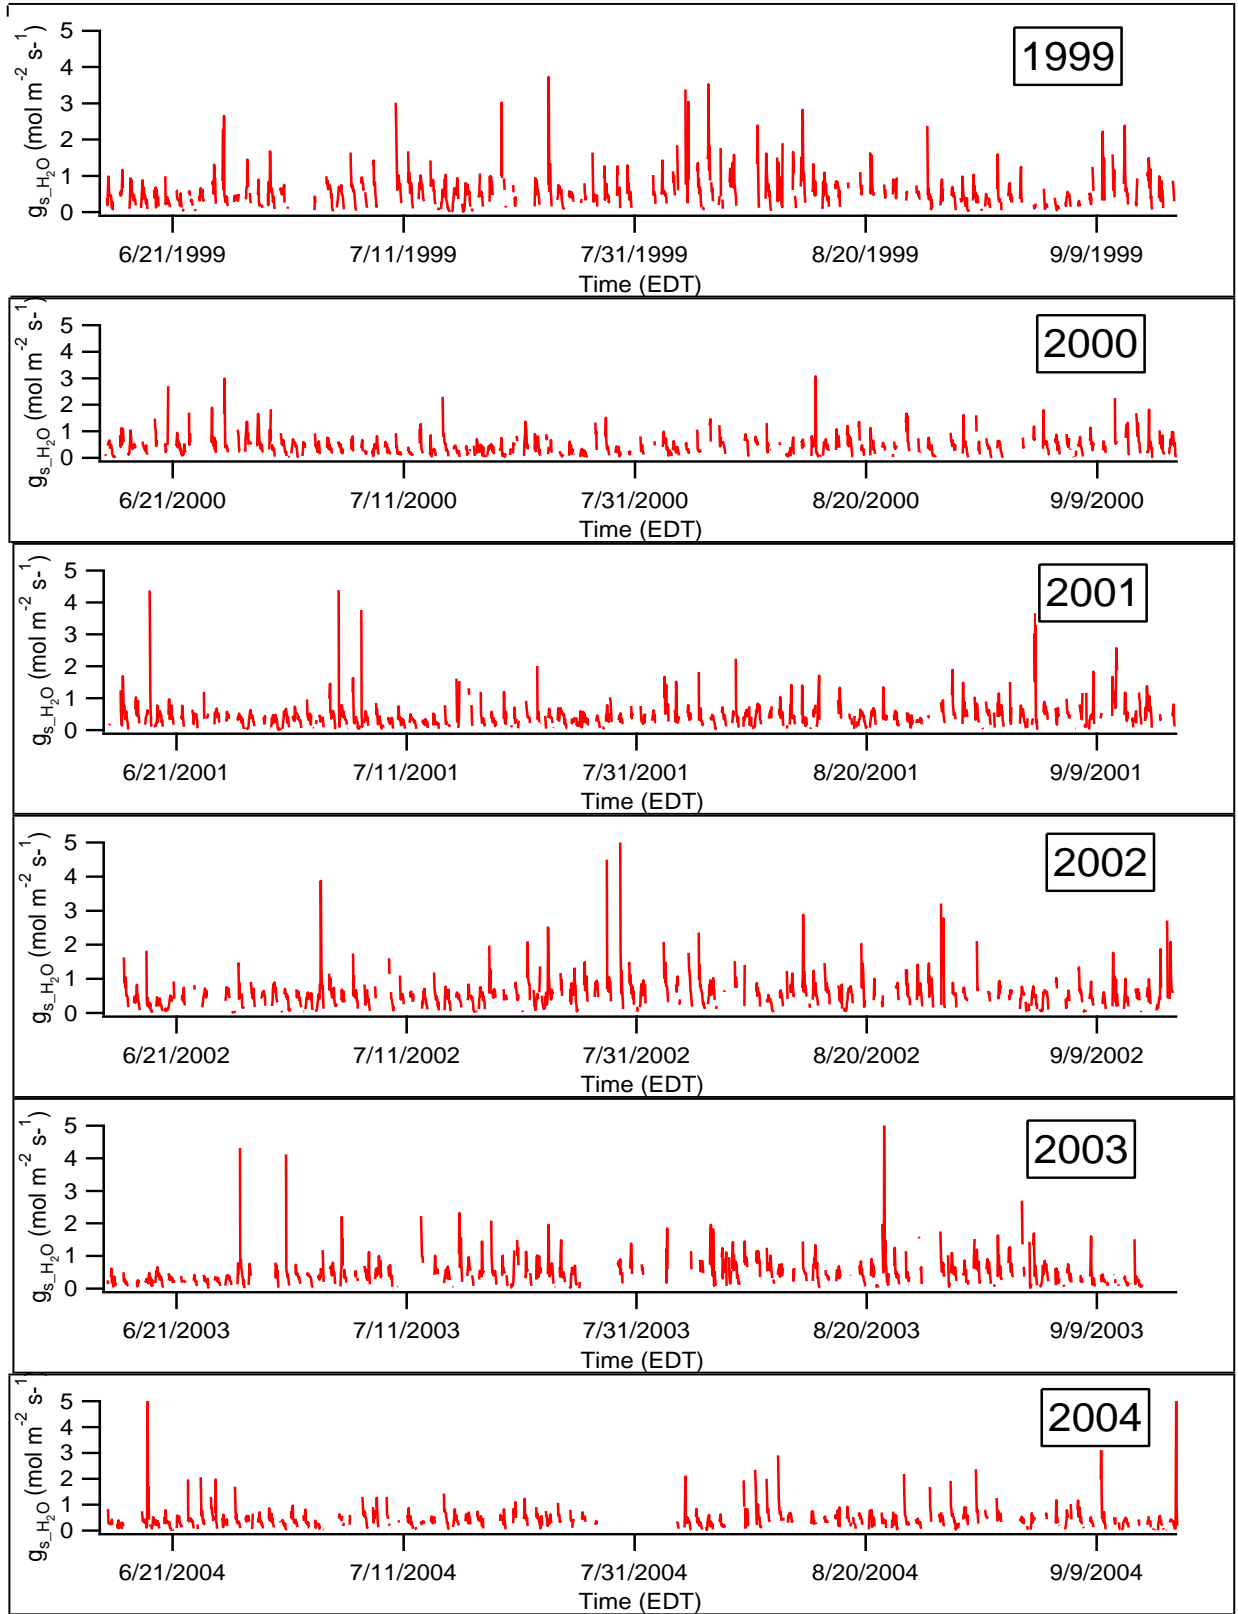 1999
g_s_H₂O (mol m⁻² s-¹)
5
4
3
2
1
0
6/21/1999 7/11/1999 7/31/1999 8/20/1999 9/9/1999
Time (EDT)
2000
g_s_H₂O (mol m⁻² s-¹)
5
4
3
2
1
0
6/21/2000 7/11/2000 7/31/2000 8/20/2000 9/9/2000
Time (EDT)
2001
g_s_H₂O (mol m⁻² s-¹)
5
4
3
2
1
0
6/21/2001 7/11/2001 7/31/2001 8/20/2001 9/9/2001
Time (EDT)
2002
g_s_H₂O (mol m⁻² s-¹)
5
4
3
2
1
0
6/21/2002 7/11/2002 7/31/2002 8/20/2002 9/9/2002
Time (EDT)
2003
g_s_H₂O (mol m⁻² s-¹)
5
4
3
2
1
0
6/21/2003 7/11/2003 7/31/2003 8/20/2003 9/9/2003
Time (EDT)
2004
g_s_H₂O (mol m⁻² s-¹)
5
4
3
2
1
0
6/21/2004 7/11/2004 7/31/2004 8/20/2004 9/9/2004
Time (EDT)